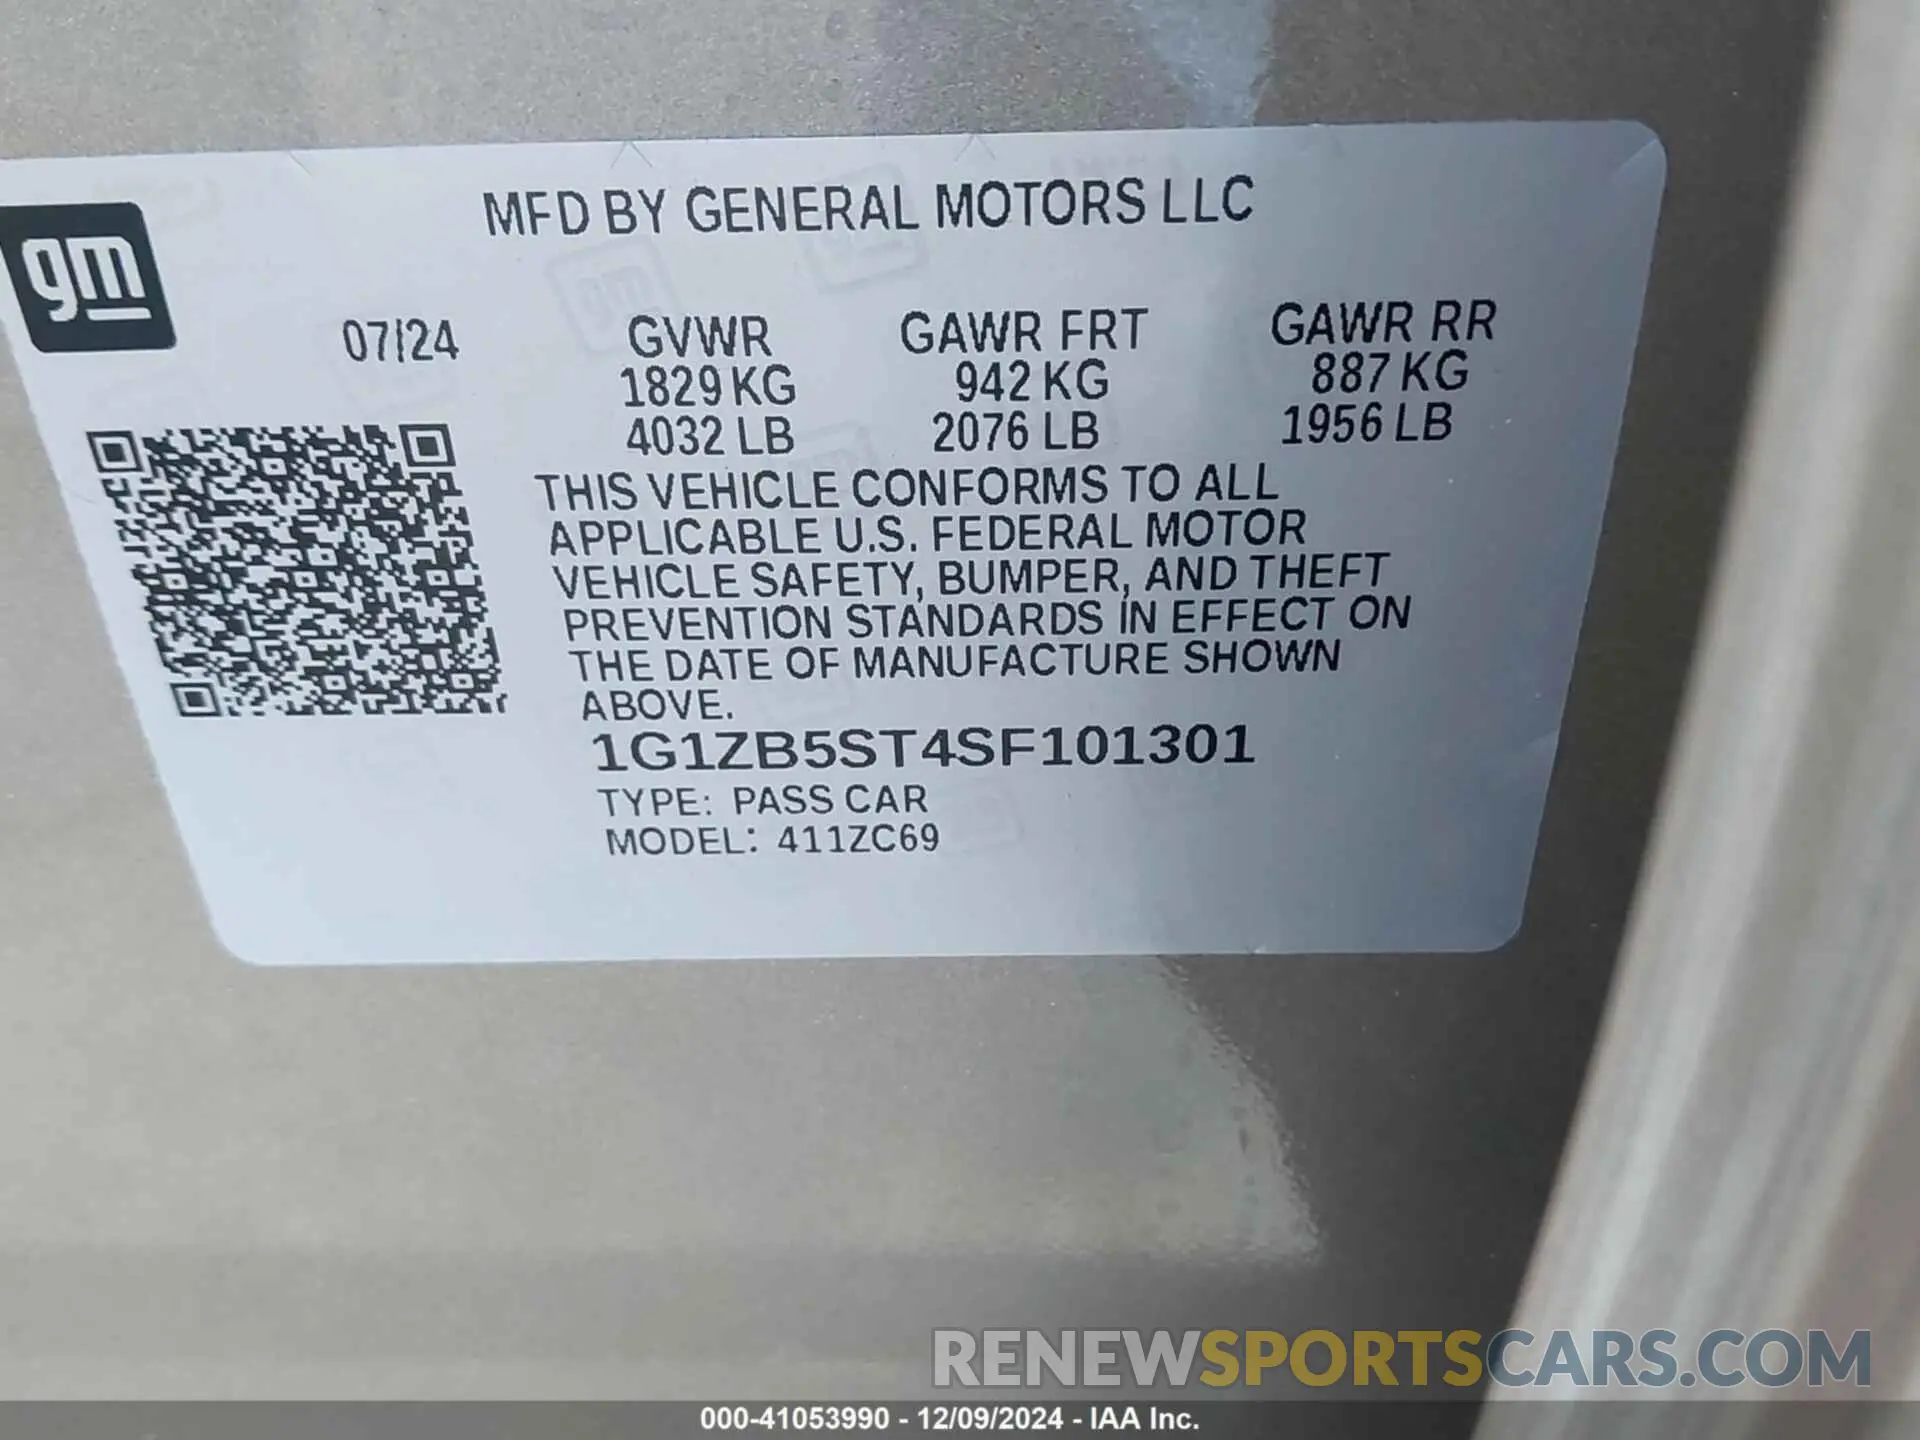 MFD BY GENERAL MOTORS LLC
gm
07/24
GVWR
1829 KG
4032 LB
GAWR FRT
942 KG
2076 LB
GAWR RR
887 KG
1956 LB
THIS VEHICLE CONFORMS TO ALL
APPLICABLE U.S. FEDERAL MOTOR
VEHICLE SAFETY, BUMPER, AND THEFT
PREVENTION STANDARDS IN EFFECT ON
THE DATE OF MANUFACTURE SHOWN
ABOVE.
1G1ZB5ST4SF101301
TYPE: PASS CAR
MODEL: 411ZC69
RENEWSPORTSCARS.COM
000-41053990 - 12/09/2024 - IAA Inc.